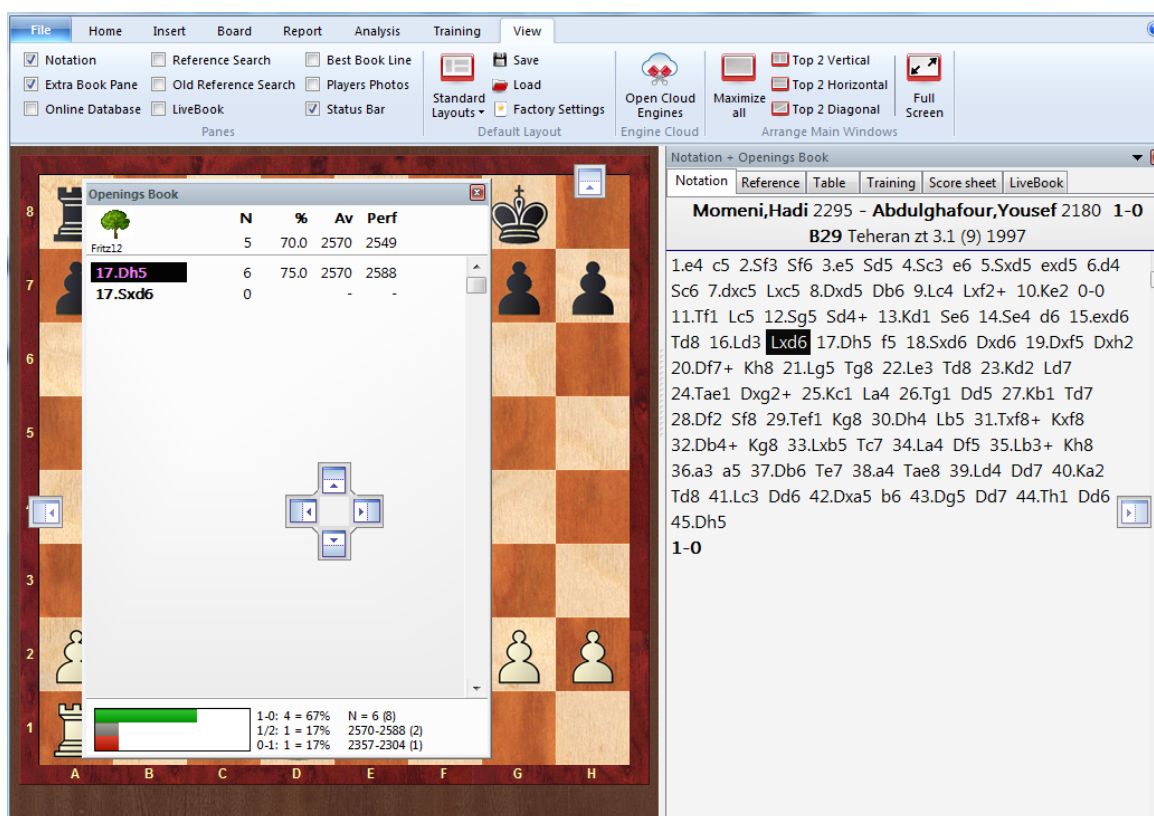 File Home Insert Board Report Analysis Training View
Notation Reference Search Best Book Line
Extra Book Pane Old Reference Search Players Photos
Online Database LiveBook Status Bar
Panes
Standard Layouts
Save
Load
Factory Settings
Default Layout
Open Cloud Engines
Engine Cloud
Maximize all
Top 2 Vertical
Top 2 Horizontal
Top 2 Diagonal
Full Screen
Arrange Main Windows
Openings Book
Fritz12
N % Av Perf
5 70.0 2570 2549
17.Dh5 6 75.0 2570 2588
17.Sxd6 0 - -
1-0: 4 = 67% N = 6 (8)
1/2: 1 = 17% 2570-2588 (2)
0-1: 1 = 17% 2357-2304 (1)
8
7
6
5
4
3
2
1
A B C D E F G H
Notation + Openings Book
Notation Reference Table Training Score sheet LiveBook
Momeni,Hadi 2295 - Abdulghafour,Yousef 2180 1-0
B29 Teheran zt 3.1 (9) 1997
1.e4 c5 2.Sf3 Sf6 3.e5 Sd5 4.Sc3 e6 5.Sxd5 exd5 6.d4
Sc6 7.dxc5 Lxc5 8.Dxd5 Db6 9.Lc4 Lxf2+ 10.Ke2 0-0
11.Tf1 Lc5 12.Sg5 Sd4+ 13.Kd1 Se6 14.Se4 d6 15.exd6
Td8 16.Ld3 Lxd6 17.Dh5 f5 18.Sxd6 Dxd6 19.Dxf5 Dxh2
20.Df7+ Kh8 21.Lg5 Tg8 22.Le3 Td8 23.Kd2 Ld7
24.Tae1 Dxg2+ 25.Kc1 La4 26.Tg1 Dd5 27.Kb1 Td7
28.Df2 Sf8 29.Tef1 Kg8 30.Dh4 Lb5 31.Txf8+ Kxf8
32.Db4+ Kg8 33.Lxb5 Tc7 34.La4 Df5 35.Lb3+ Kh8
36.a3 a5 37.Db6 Te7 38.a4 Tae8 39.Ld4 Dd7 40.Ka2
Td8 41.Lc3 Dd6 42.Dxa5 b6 43.Dg5 Dd7 44.Th1 Dd6
45.Dh5
1-0